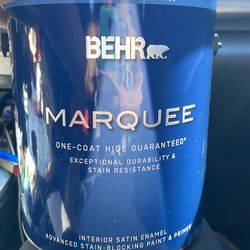 BEHR
MARQUEE®
ONE-COAT HIDE GUARANTEED*
EXCEPTIONAL DURABILITY &
STAIN RESISTANCE
INTERIOR SATIN ENAMEL
ADVANCED STAIN-BLOCKING PAINT & PRIMER